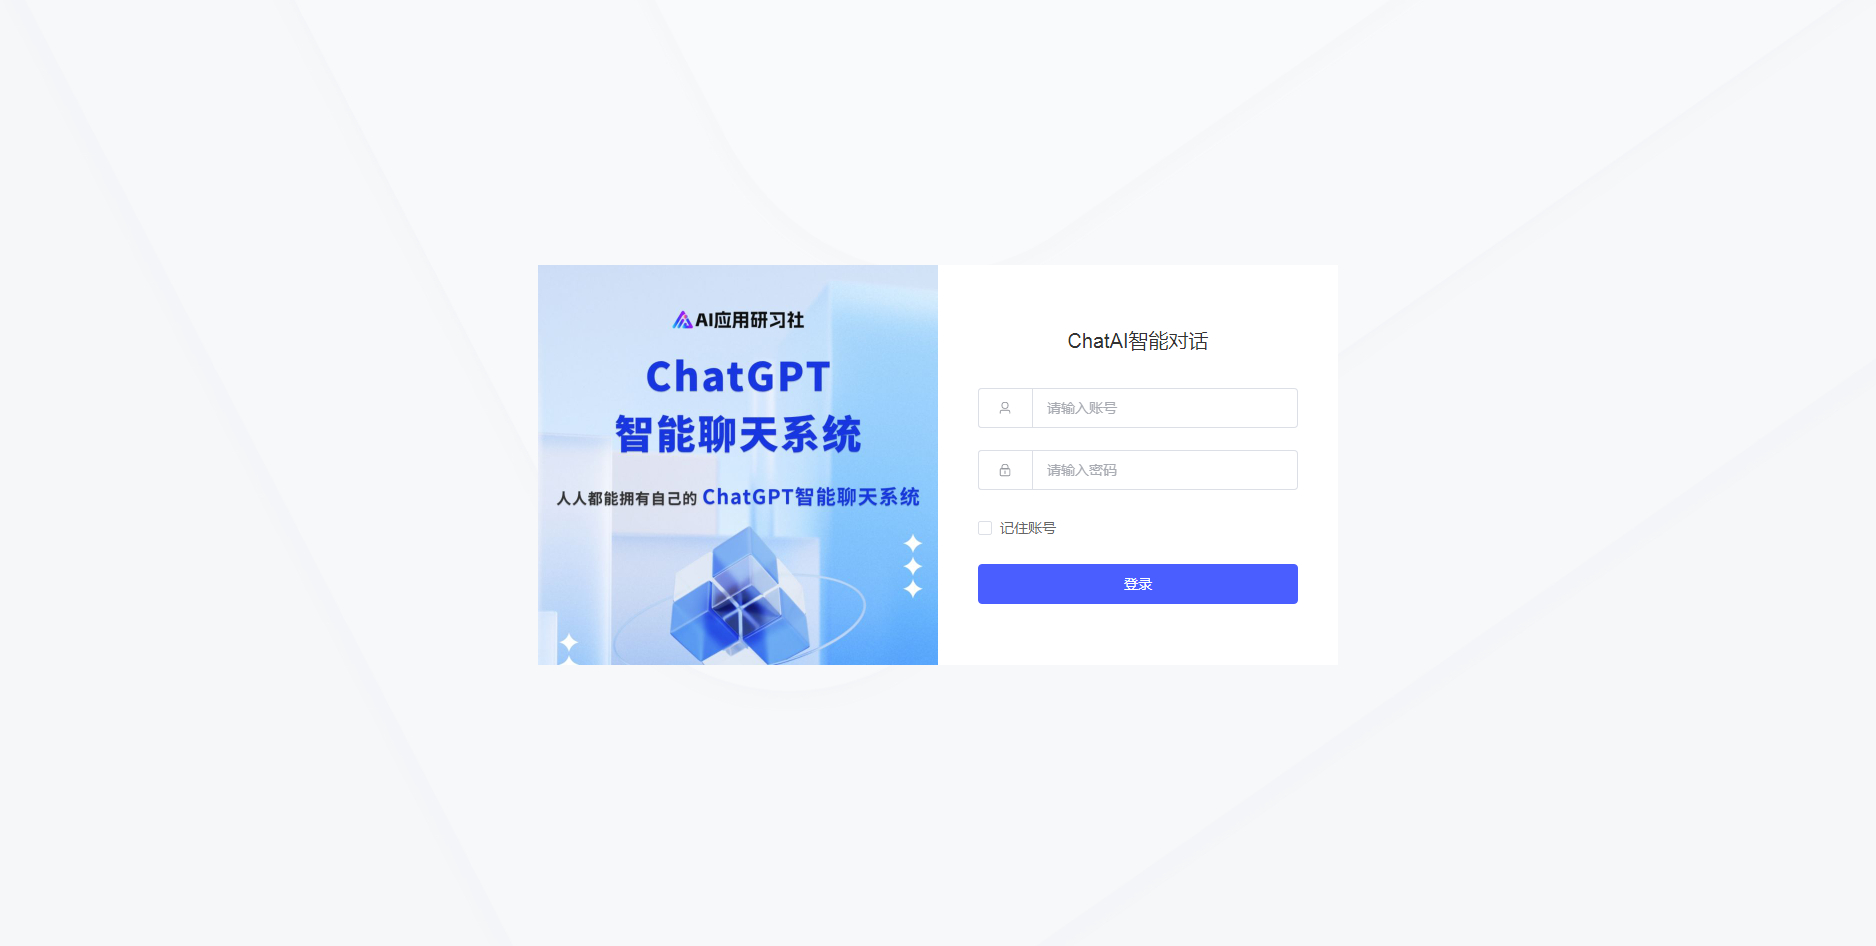 AI应用研习社
ChatGPT
智能聊天系统
人人都能拥有自己的 ChatGPT智能聊天系统
ChatAI智能对话
请输入账号
请输入密码
记住账号
登录